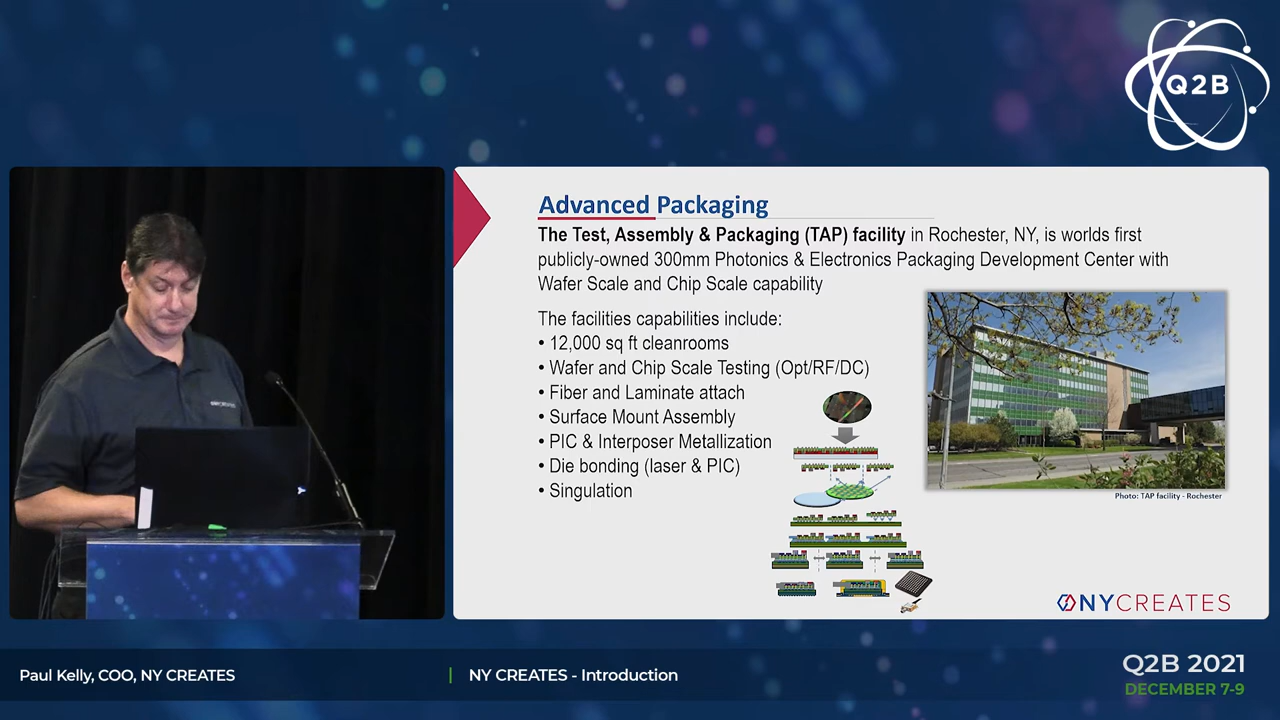 Q2B
Advanced Packaging
The Test, Assembly & Packaging (TAP) facility in Rochester, NY, is worlds first
publicly-owned 300mm Photonics & Electronics Packaging Development Center with
Wafer Scale and Chip Scale capability
The facilities capabilities include:
• 12,000 sq ft cleanrooms
• Wafer and Chip Scale Testing (Opt/RF/DC)
• Fiber and Laminate attach
• Surface Mount Assembly
• PIC & Interposer Metallization
• Die bonding (laser & PIC)
• Singulation
Photo: TAP facility - Rochester
NYCREATES
Paul Kelly, COO, NY CREATES
NY CREATES - Introduction
Q2B 2021
DECEMBER 7-9